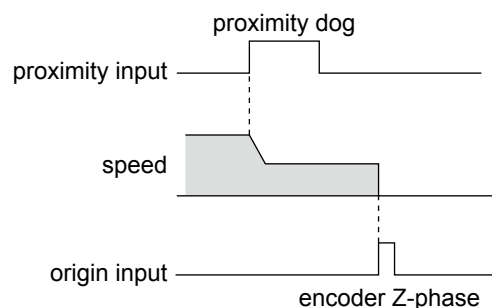 proximity dog
proximity input
speed
origin input
encoder Z-phase